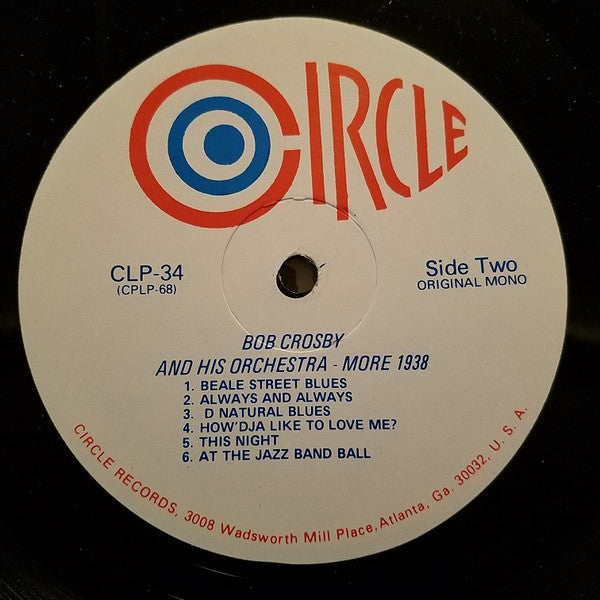 CIRCLE
CLP-34
(CPLP-68)
Side Two
ORIGINAL MONO
BOB CROSBY
AND HIS ORCHESTRA - MORE 1938
1. BEALE STREET BLUES
2. ALWAYS AND ALWAYS
3. D NATURAL BLUES
4. HOW'DJA LIKE TO LOVE ME?
5. THIS NIGHT
6. AT THE JAZZ BAND BALL
CIRCLE RECORDS, 3008 Wadsworth Mill Place, Atlanta, Ga. 30032, U. S. A.